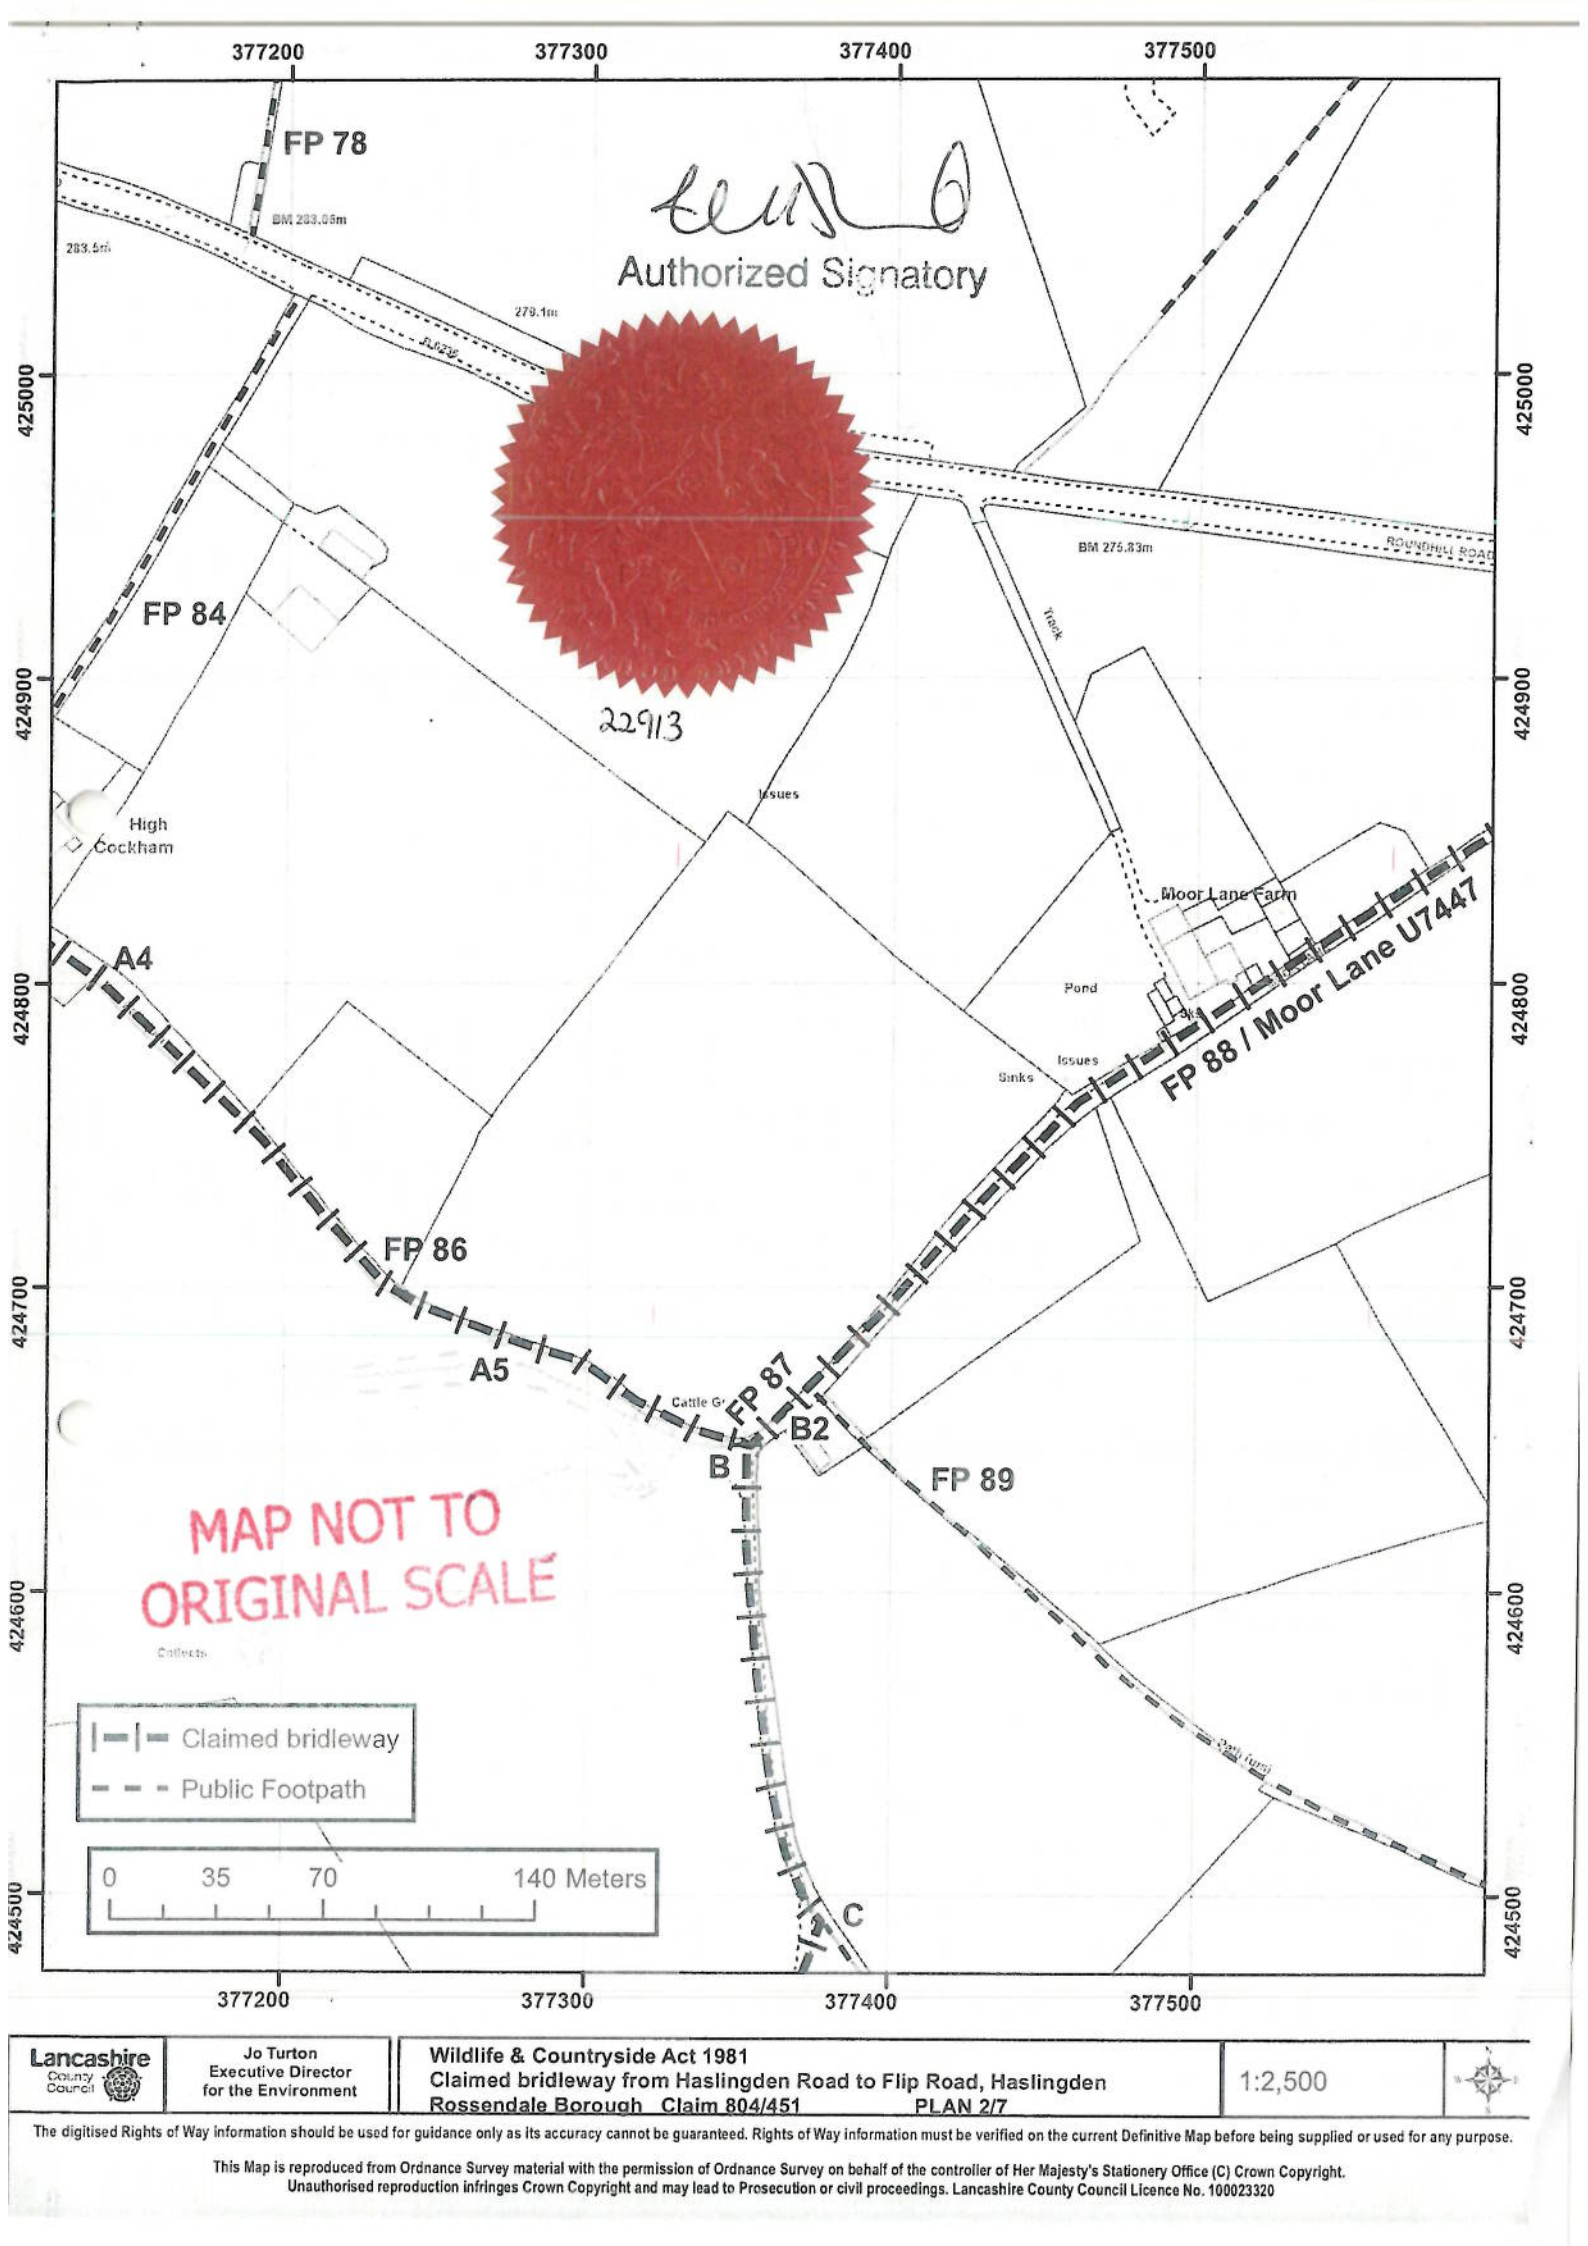 377200 377300 377400 377500
FP 78
BM 283.05m
283.5m
Authorized Signatory
279.1m
B 6236
425000
425000
BM 275.83m
ROUNDHILL ROAD
Track
FP 84
424900
424900
22913
Issues
High
Cockham
Moor Lane Farm
A4
FP 88 / Moor Lane U7447
424800
424800
Pond
Issues
Sinks
FP 86
424700
424700
A5
FP 87
Cattle G
B2
B
FP 89
MAP NOT TO
ORIGINAL SCALE
424600
424600
Collects
Path (um)
Claimed bridleway
Public Footpath
0 35 70 140 Meters
C
424500
424500
377200 377300 377400 377500
Lancashire
County
Council
Jo Turton
Executive Director
for the Environment
Wildlife & Countryside Act 1981
Claimed bridleway from Haslingden Road to Flip Road, Haslingden
Rossendale Borough Claim 804/451 PLAN 2/7
1:2,500
The digitised Rights of Way information should be used for guidance only as its accuracy cannot be guaranteed. Rights of Way information must be verified on the current Definitive Map before being supplied or used for any purpose.
This Map is reproduced from Ordnance Survey material with the permission of Ordnance Survey on behalf of the controller of Her Majesty's Stationery Office (C) Crown Copyright.
Unauthorised reproduction infringes Crown Copyright and may lead to Prosecution or civil proceedings. Lancashire County Council Licence No. 100023320